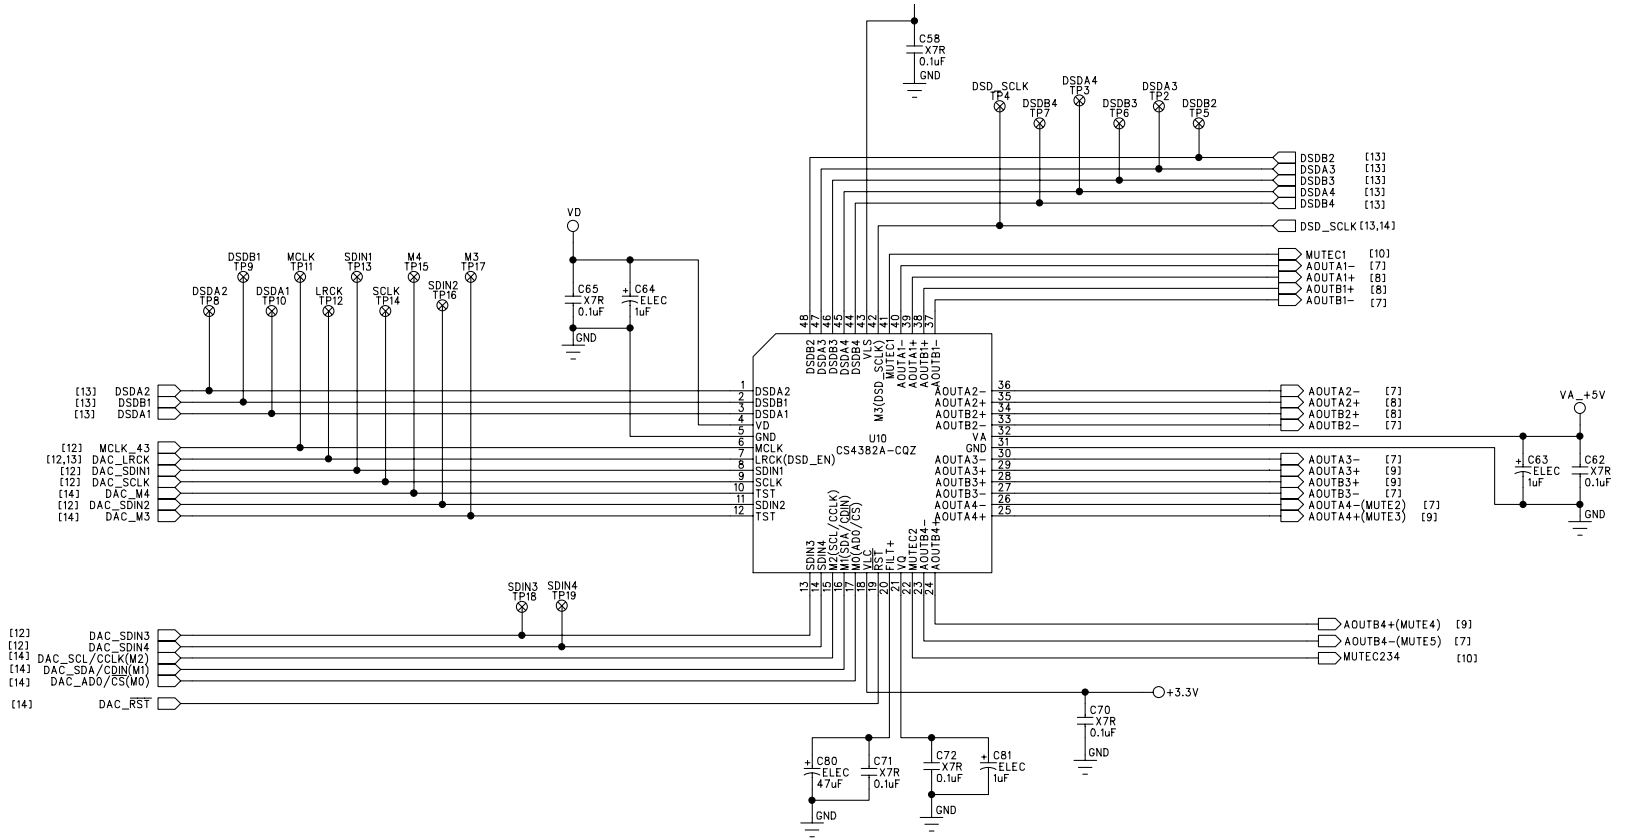 C58
X7R
0.1uF
GND
DSD_SCLK
TP4
DSDB4
TP7
DSDA4
TP3
DSDB3
TP6
DSDA3
TP2
DSDB2
TP5
DSDB2 [13]
DSDA3 [13]
DSDB3 [13]
DSDA4 [13]
DSDB4 [13]
DSD_SCLK [13,14]
MUTEC1 [10]
AOUTA1- [7]
AOUTA1+ [8]
AOUTB1+ [8]
AOUTB1- [7]
VD
C65
X7R
0.1uF
C64
ELEC
1uF
GND
DSDA2
TP8
DSDB1
TP9
DSDA1
TP10
MCLK
TP11
LRCK
TP12
SDIN1
TP13
SCLK
TP14
M4
TP15
SDIN2
TP16
M3
TP17
48 47 46 45 44 43 42 41 40 39 38 37
DSDB2
DSDA3
DSDB3
DSDA4
DSDB4
VLS
M3(DSD_SCLK)
MUTEC1
AOUTA1-
AOUTA1+
AOUTB1+
AOUTB1-
[13] DSDA2
[13] DSDB1
[13] DSDA1
[12] MCLK_43
[12,13] DAC_LRCK
[12] DAC_SDIN1
[12] DAC_SCLK
[14] DAC_M4
[12] DAC_SDIN2
[14] DAC_M3
1 DSDA2
2 DSDB1
3 DSDA1
4 VD
5 GND
6 MCLK
7 LRCK(DSD_EN)
8 SDIN1
9 SCLK
10 TST
11 SDIN2
12 TST
U10
CS4382A-CQZ
AOUTA2- 36
AOUTA2+ 35
AOUTB2+ 34
AOUTB2- 33
VA 32
GND 31
AOUTA3- 30
AOUTA3+ 29
AOUTB3+ 28
AOUTB3- 27
AOUTA4- 26
AOUTA4+ 25
AOUTA2- [7]
AOUTA2+ [8]
AOUTB2+ [8]
AOUTB2- [7]
AOUTA3- [7]
AOUTA3+ [9]
AOUTB3+ [9]
AOUTB3- [7]
AOUTA4-(MUTE2) [7]
AOUTA4+(MUTE3) [9]
VA_+5V
C63
ELEC
1uF
C62
X7R
0.1uF
GND
SDIN3
SDIN4
M2(SCL/CCLK)
M1(SDA/CDIN)
M0(AD0/CS)
VLC
RST
FILT+
VQ
MUTEC2
AOUTB4-
AOUTB4+
13 14 15 16 17 18 19 20 21 22 23 24
SDIN3
TP18
SDIN4
TP19
[12] DAC_SDIN3
[12] DAC_SDIN4
[14] DAC_SCL/CCLK(M2)
[14] DAC_SDA/CDIN(M1)
[14] DAC_AD0/CS(M0)
[14] DAC_RST
AOUTB4+(MUTE4) [9]
AOUTB4-(MUTE5) [7]
MUTEC234 [10]
+3.3V
C70
X7R
0.1uF
GND
C80
ELEC
47uF
C71
X7R
0.1uF
GND
C72
X7R
0.1uF
C81
ELEC
1uF
GND